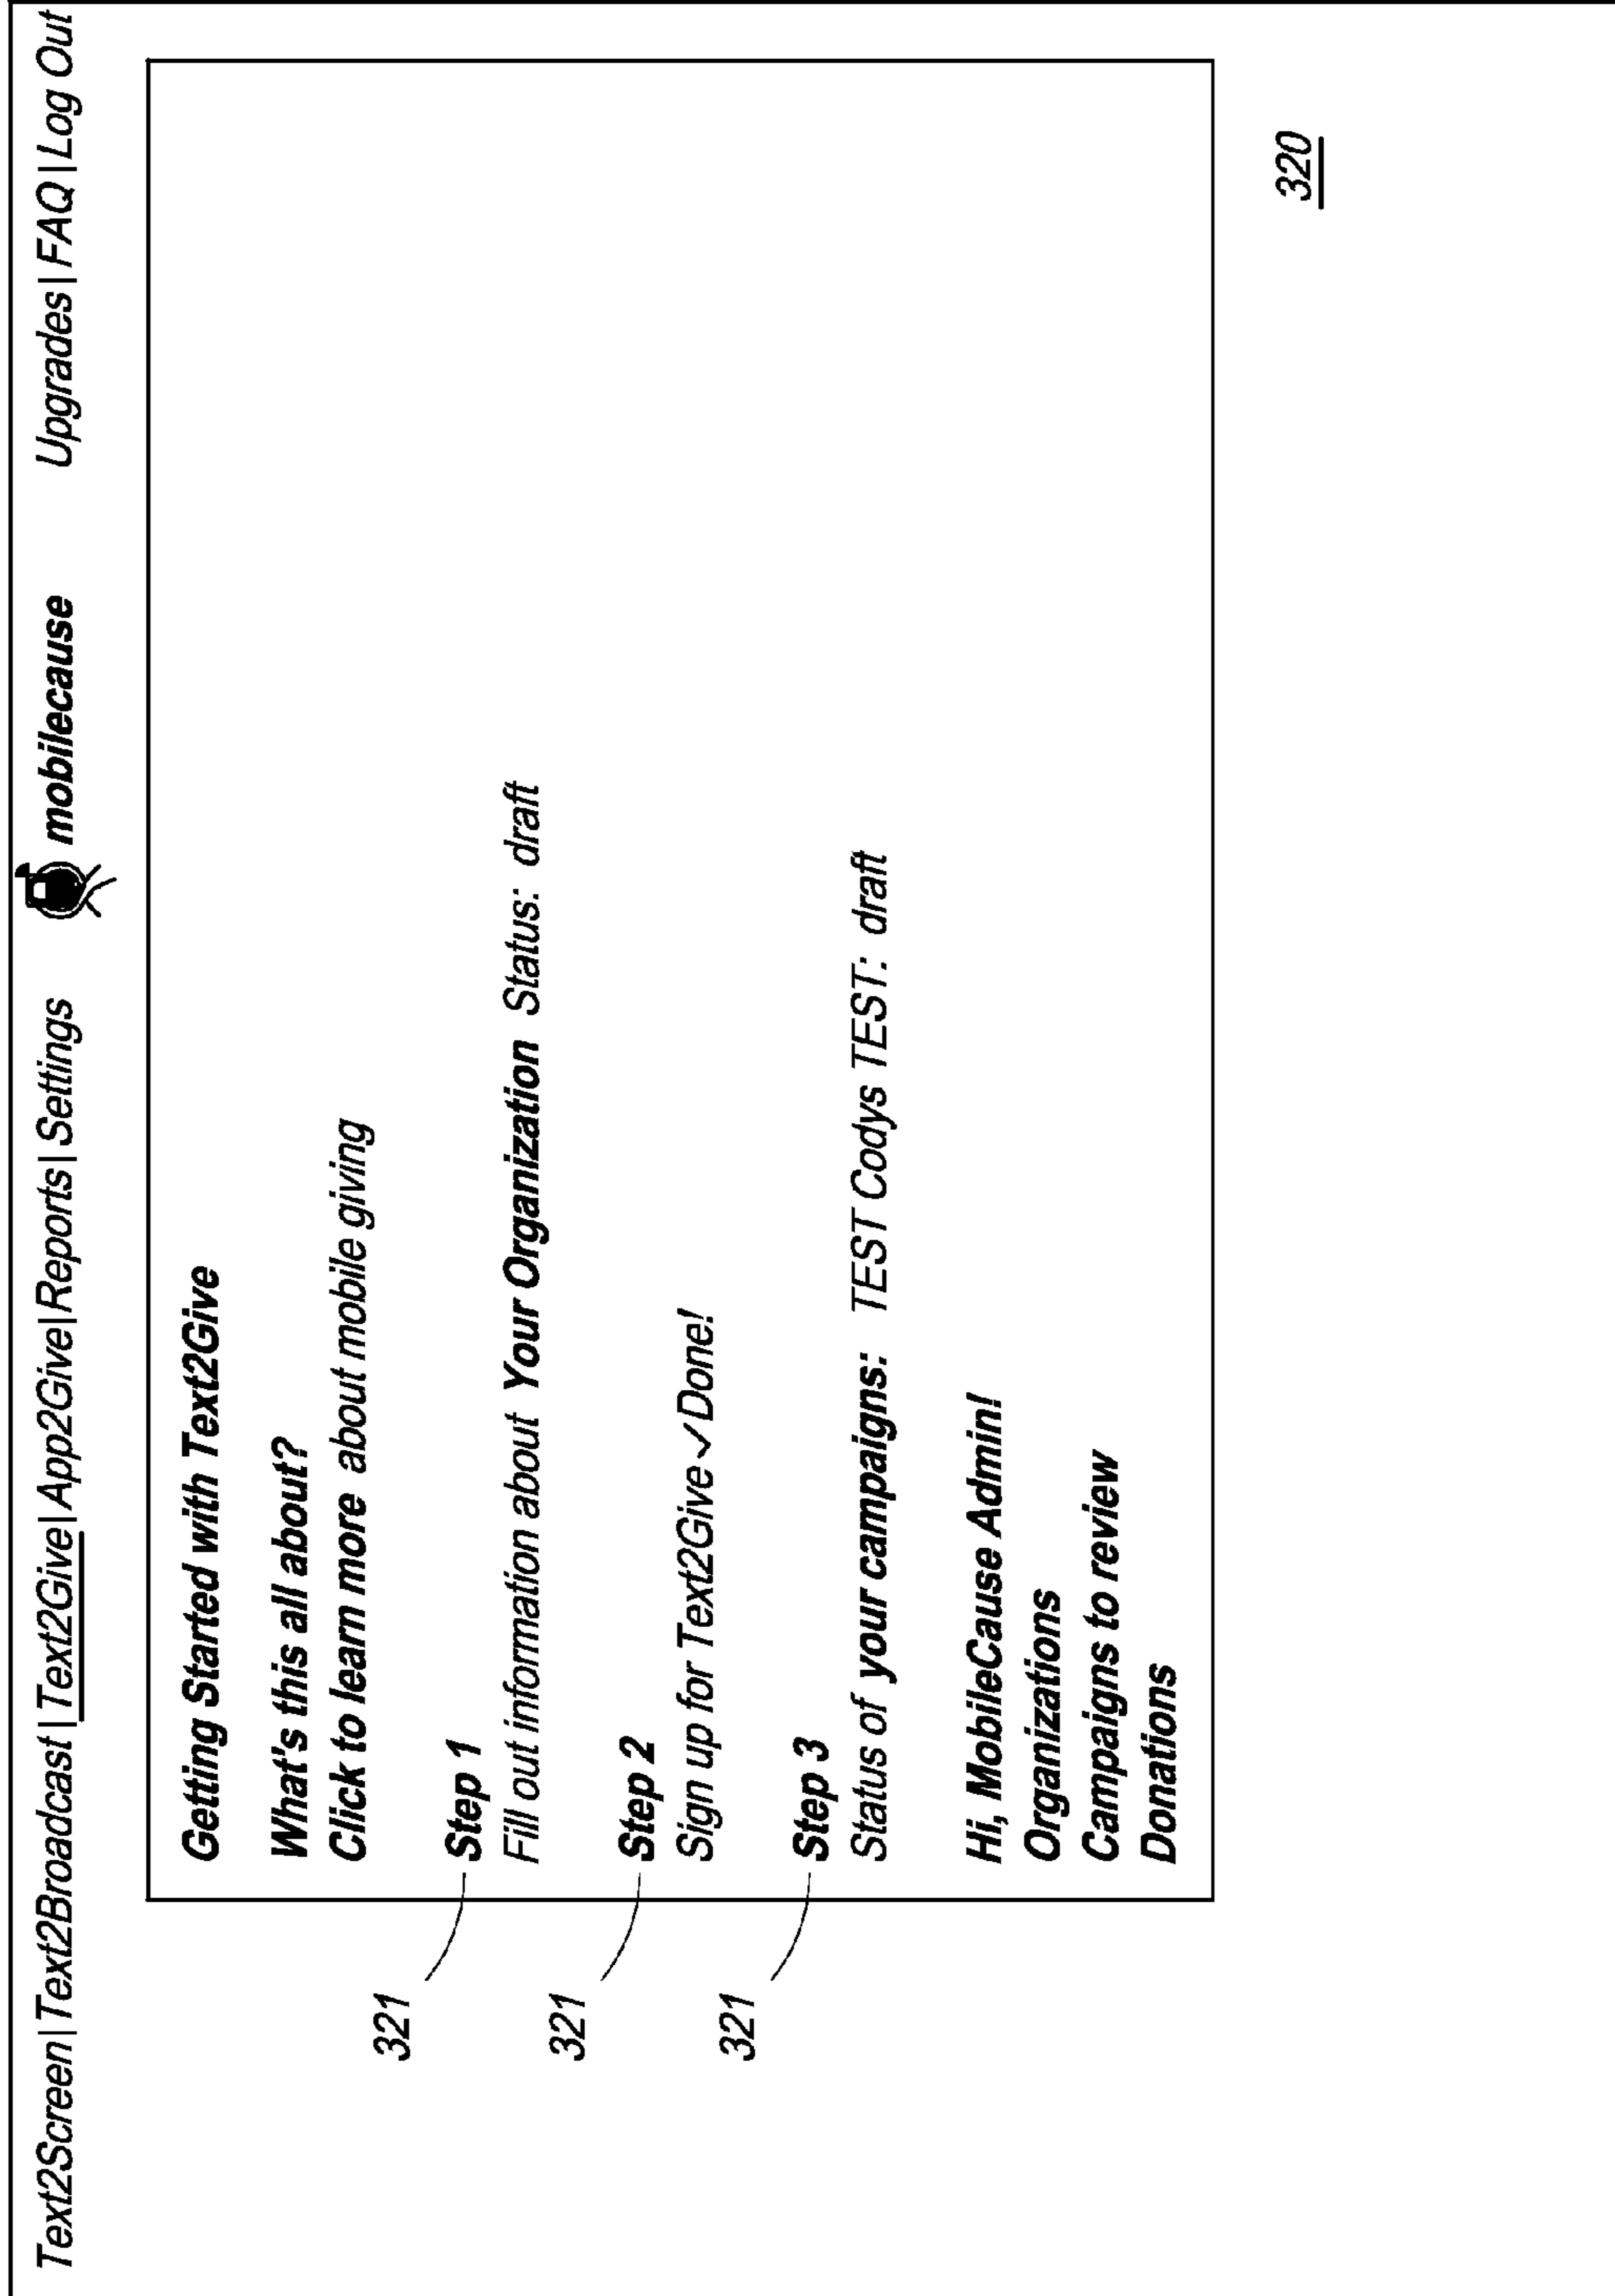 Text2Screen|Text2Broadcast|Text2Give|App2Give|Reports|Settings mobilecause Upgrades|FAQ|Log Out
Getting Started with Text2Give
What's this all about?
Click to learn more about mobile giving
321
Step 1
Fill out information about Your Organization Status: draft
321
Step 2
Sign up for Text2Give ✓Done!
321
Step 3
Status of your campaigns: TEST Codys TEST: draft
Hi, MobileCause Admin!
Organizations
Campaigns to review
Donations
320